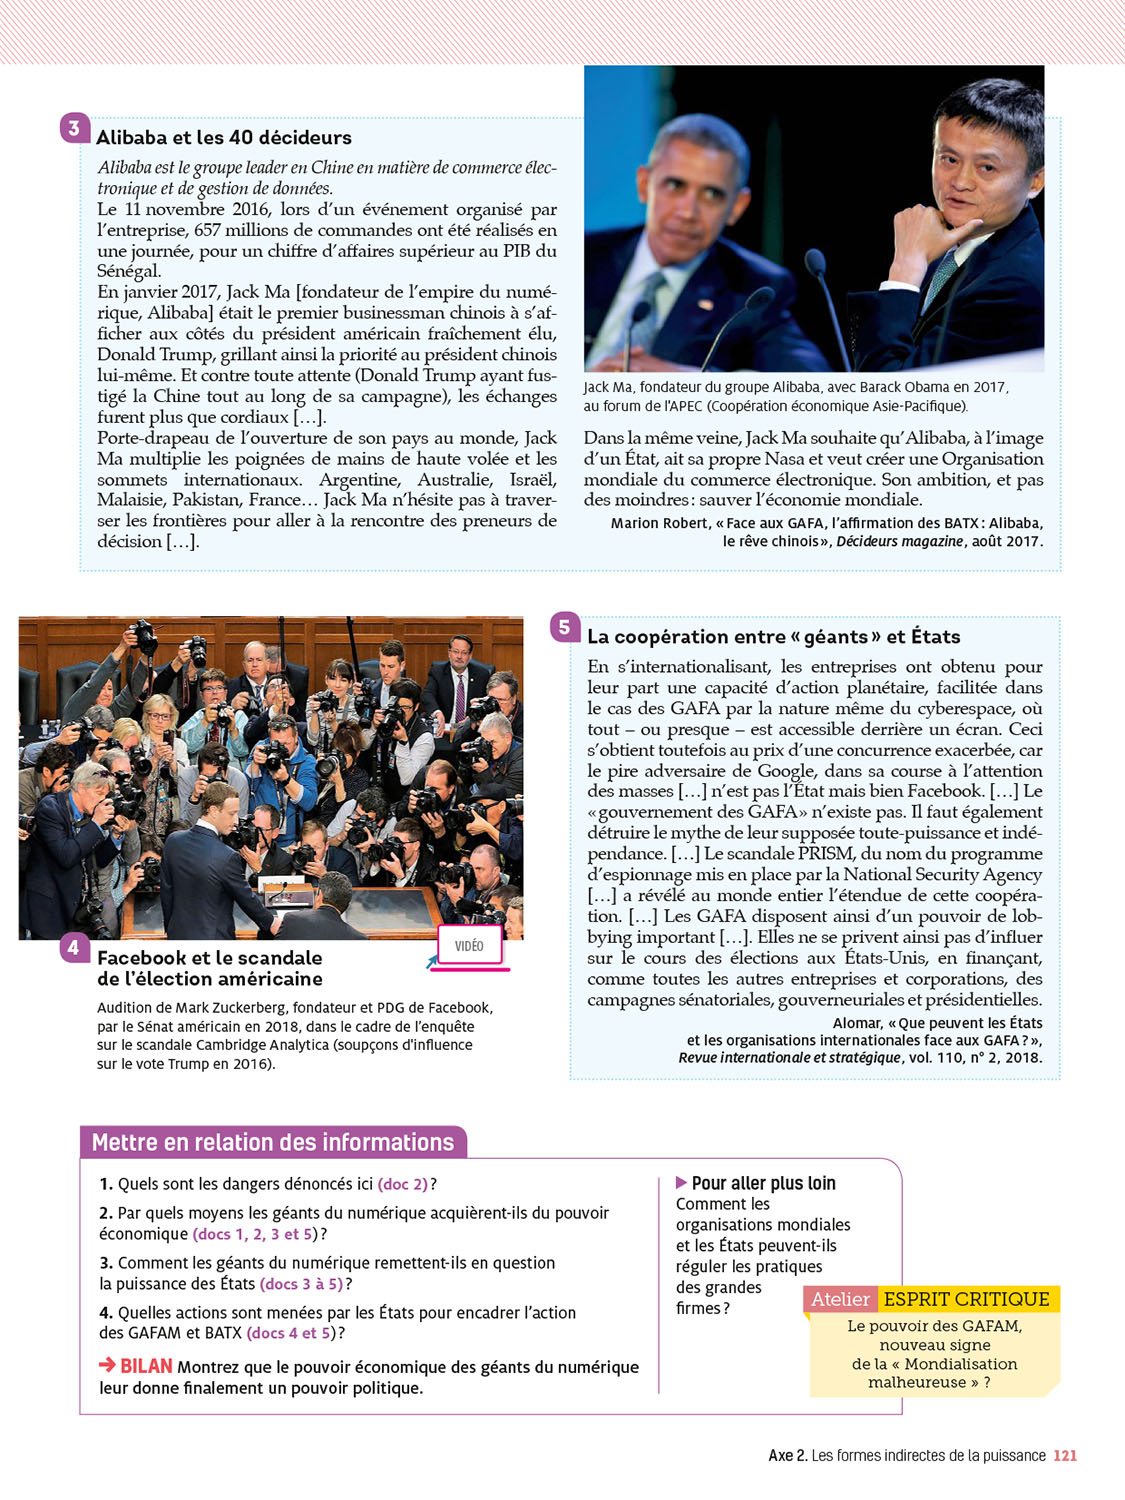 3
Alibaba et les 40 décideurs
Alibaba est le groupe leader en Chine en matière de commerce élec-
tronique et de gestion de données.
Le 11 novembre 2016, lors d'un événement organisé par
l'entreprise, 657 millions de commandes ont été réalisés en
une journée, pour un chiffre d'affaires supérieur au PIB du
Sénégal.
En janvier 2017, Jack Ma [fondateur de l'empire du numé-
rique, Alibaba] était le premier businessman chinois à s'af-
ficher aux côtés du président américain fraîchement élu,
Donald Trump, grillant ainsi la priorité au président chinois
lui-même. Et contre toute attente (Donald Trump ayant fus-
tigé la Chine tout au long de sa campagne), les échanges
furent plus que cordiaux […].
Porte-drapeau de l'ouverture de son pays au monde, Jack
Ma multiplie les poignées de mains de haute volée et les
sommets internationaux. Argentine, Australie, Israël,
Malaisie, Pakistan, France… Jack Ma n'hésite pas à traver-
ser les frontières pour aller à la rencontre des preneurs de
décision […].
Jack Ma, fondateur du groupe Alibaba, avec Barack Obama en 2017,
au forum de l'APEC (Coopération économique Asie-Pacifique).
Dans la même veine, Jack Ma souhaite qu'Alibaba, à l'image
d'un État, ait sa propre Nasa et veut créer une Organisation
mondiale du commerce électronique. Son ambition, et pas
des moindres : sauver l'économie mondiale.
Marion Robert, « Face aux GAFA, l'affirmation des BATX : Alibaba,
le rêve chinois », Décideurs magazine, août 2017.
4
VIDÉO
Facebook et le scandale
de l'élection américaine
Audition de Mark Zuckerberg, fondateur et PDG de Facebook,
par le Sénat américain en 2018, dans le cadre de l'enquête
sur le scandale Cambridge Analytica (soupçons d'influence
sur le vote Trump en 2016).
5
La coopération entre « géants » et États
En s'internationalisant, les entreprises ont obtenu pour
leur part une capacité d'action planétaire, facilitée dans
le cas des GAFA par la nature même du cyberespace, où
tout – ou presque – est accessible derrière un écran. Ceci
s'obtient toutefois au prix d'une concurrence exacerbée, car
le pire adversaire de Google, dans sa course à l'attention
des masses […] n'est pas l'État mais bien Facebook. […] Le
« gouvernement des GAFA » n'existe pas. Il faut également
détruire le mythe de leur supposée toute-puissance et indé-
pendance. […] Le scandale PRISM, du nom du programme
d'espionnage mis en place par la National Security Agency
[…] a révélé au monde entier l'étendue de cette coopéra-
tion. […] Les GAFA disposent ainsi d'un pouvoir de lob-
bying important […]. Elles ne se privent ainsi pas d'influer
sur le cours des élections aux États-Unis, en finançant,
comme toutes les autres entreprises et corporations, des
campagnes sénatoriales, gouverneuriales et présidentielles.
Alomar, « Que peuvent les États
et les organisations internationales face aux GAFA ? »,
Revue internationale et stratégique, vol. 110, n° 2, 2018.
Mettre en relation des informations
1. Quels sont les dangers dénoncés ici (doc 2) ?
2. Par quels moyens les géants du numérique acquièrent-ils du pouvoir
économique (docs 1, 2, 3 et 5) ?
3. Comment les géants du numérique remettent-ils en question
la puissance des États (docs 3 à 5) ?
4. Quelles actions sont menées par les États pour encadrer l'action
des GAFAM et BATX (docs 4 et 5) ?
→ BILAN Montrez que le pouvoir économique des géants du numérique
leur donne finalement un pouvoir politique.
▶ Pour aller plus loin
Comment les
organisations mondiales
et les États peuvent-ils
réguler les pratiques
des grandes
firmes ?
Atelier ESPRIT CRITIQUE
Le pouvoir des GAFAM,
nouveau signe
de la « Mondialisation
malheureuse » ?
Axe 2. Les formes indirectes de la puissance 121